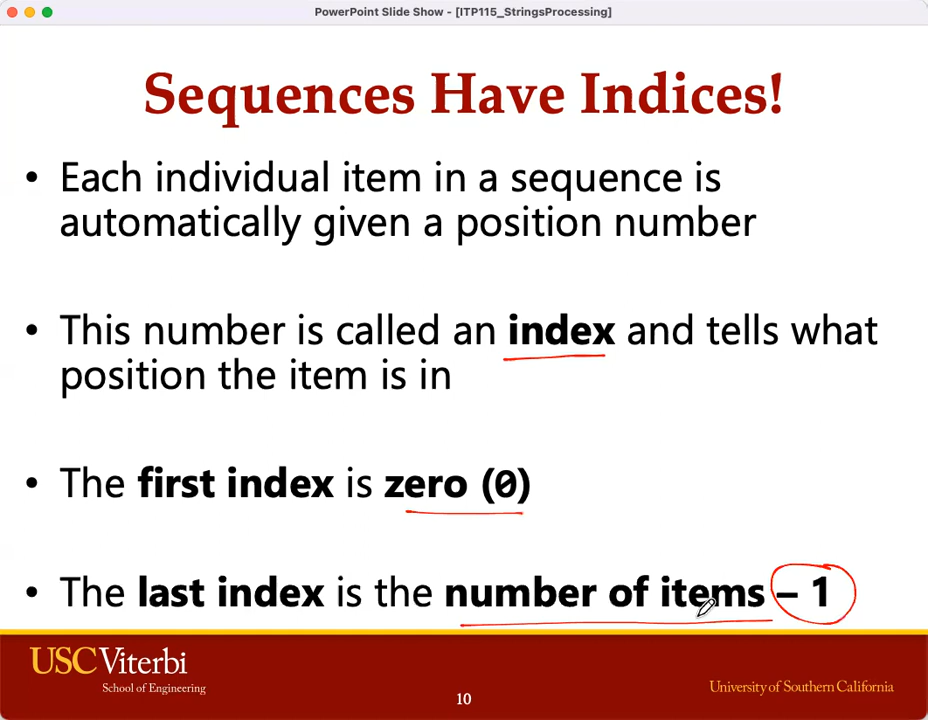 PowerPoint Slide Show - [ITP115_StringsProcessing]
Sequences Have Indices!
• Each individual item in a sequence is
automatically given a position number
• This number is called an index and tells what
position the item is in
• The first index is zero (0)
• The last index is the number of items – 1
USC Viterbi
School of Engineering
10
University of Southern California